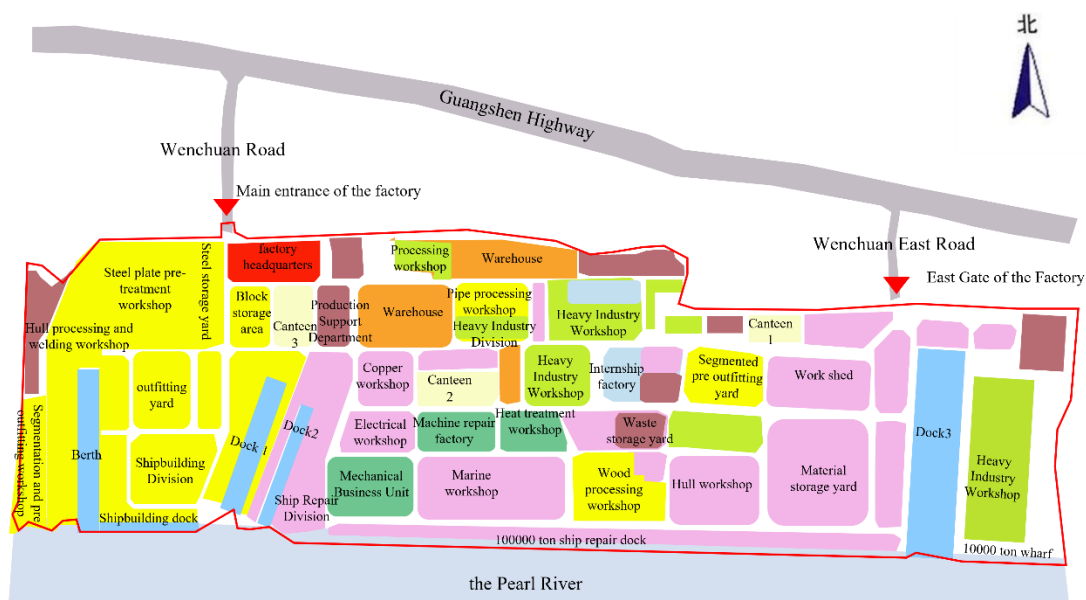 北
Guangshen Highway
Wenchuan Road
Main entrance of the factory
Wenchuan East Road
East Gate of the Factory
factory
headquarters
Processing
workshop
Warehouse
Steel plate pre-
treatment
workshop
Steel storage yard
Block
storage
area
Canteen
3
Production
Support
Department
Warehouse
Pipe processing
workshop
Heavy Industry
Division
Heavy Industry
Workshop
Canteen
1
Hull processing and
welding workshop
outfitting
yard
Copper
workshop
Canteen
2
Heavy
Industry
Workshop
Internship
factory
Segmented
pre outfitting
yard
Work shed
Segmentation and pre
outfitting workshop
Berth
Shipbuilding
Division
Dock 1
Dock2
Electrical
workshop
Machine repair
factory
Heat treatment
workshop
Waste
storage yard
Dock3
Mechanical
Business Unit
Marine
workshop
Wood
processing
workshop
Hull workshop
Material
storage yard
Heavy
Industry
Workshop
Ship Repair
Division
Shipbuilding dock
100000 ton ship repair dock
10000 ton wharf
the Pearl River